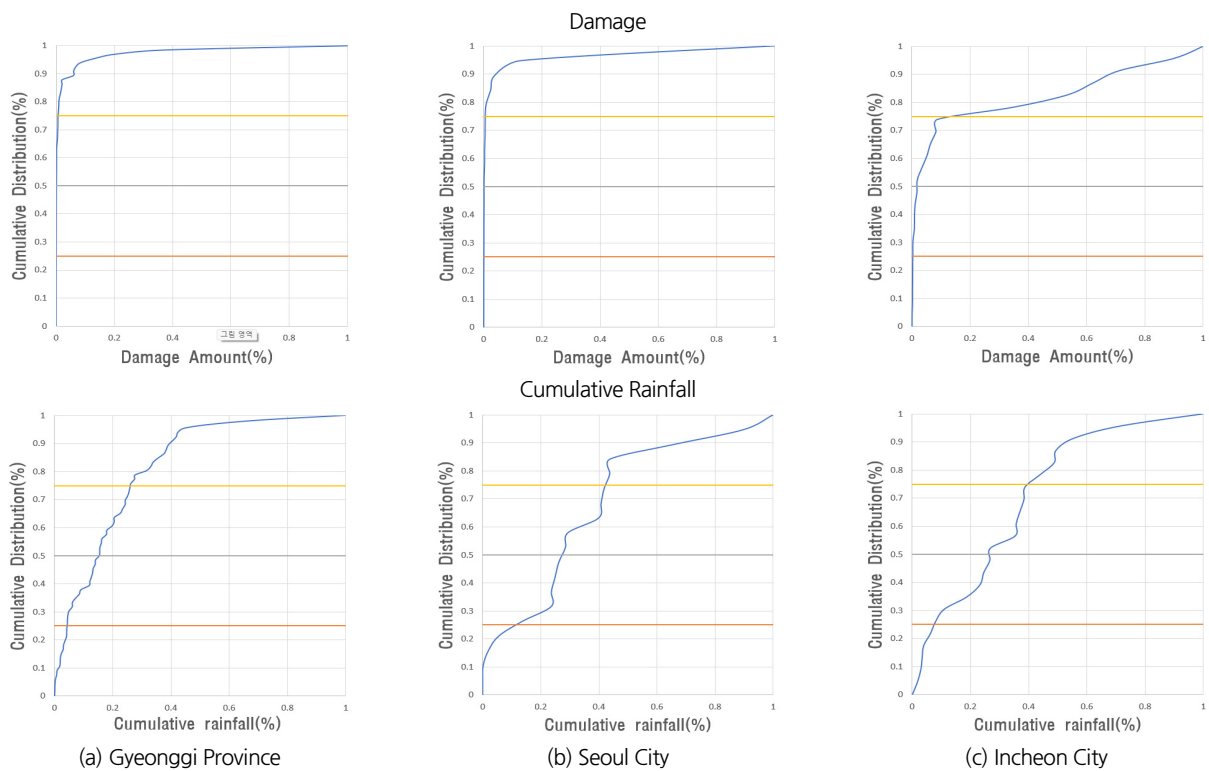 Damage
1
0.9
0.8
0.7
0.6
0.5
0.4
0.3
0.2
0.1
0
0 0.2 0.4 0.6 0.8 1
Cumulative Distribution(%)
Damage Amount(%)
그림 영역
1
0.9
0.8
0.7
0.6
0.5
0.4
0.3
0.2
0.1
0
0 0.2 0.4 0.6 0.8 1
Cumulative Distribution(%)
Damage Amount(%)
1
0.9
0.8
0.7
0.6
0.5
0.4
0.3
0.2
0.1
0
0 0.2 0.4 0.6 0.8 1
Cumulative Distribution(%)
Damage Amount(%)
Cumulative Rainfall
1
0.9
0.8
0.7
0.6
0.5
0.4
0.3
0.2
0.1
0
0 0.2 0.4 0.6 0.8 1
Cumulative Distribution(%)
Cumulative rainfall(%)
(a) Gyeonggi Province
1
0.9
0.8
0.7
0.6
0.5
0.4
0.3
0.2
0.1
0
0 0.2 0.4 0.6 0.8 1
Cumulative Distribution(%)
Cumulative rainfall(%)
(b) Seoul City
1
0.9
0.8
0.7
0.6
0.5
0.4
0.3
0.2
0.1
0
0 0.2 0.4 0.6 0.8 1
Cumulative Distribution(%)
Cumulative rainfall(%)
(c) Incheon City